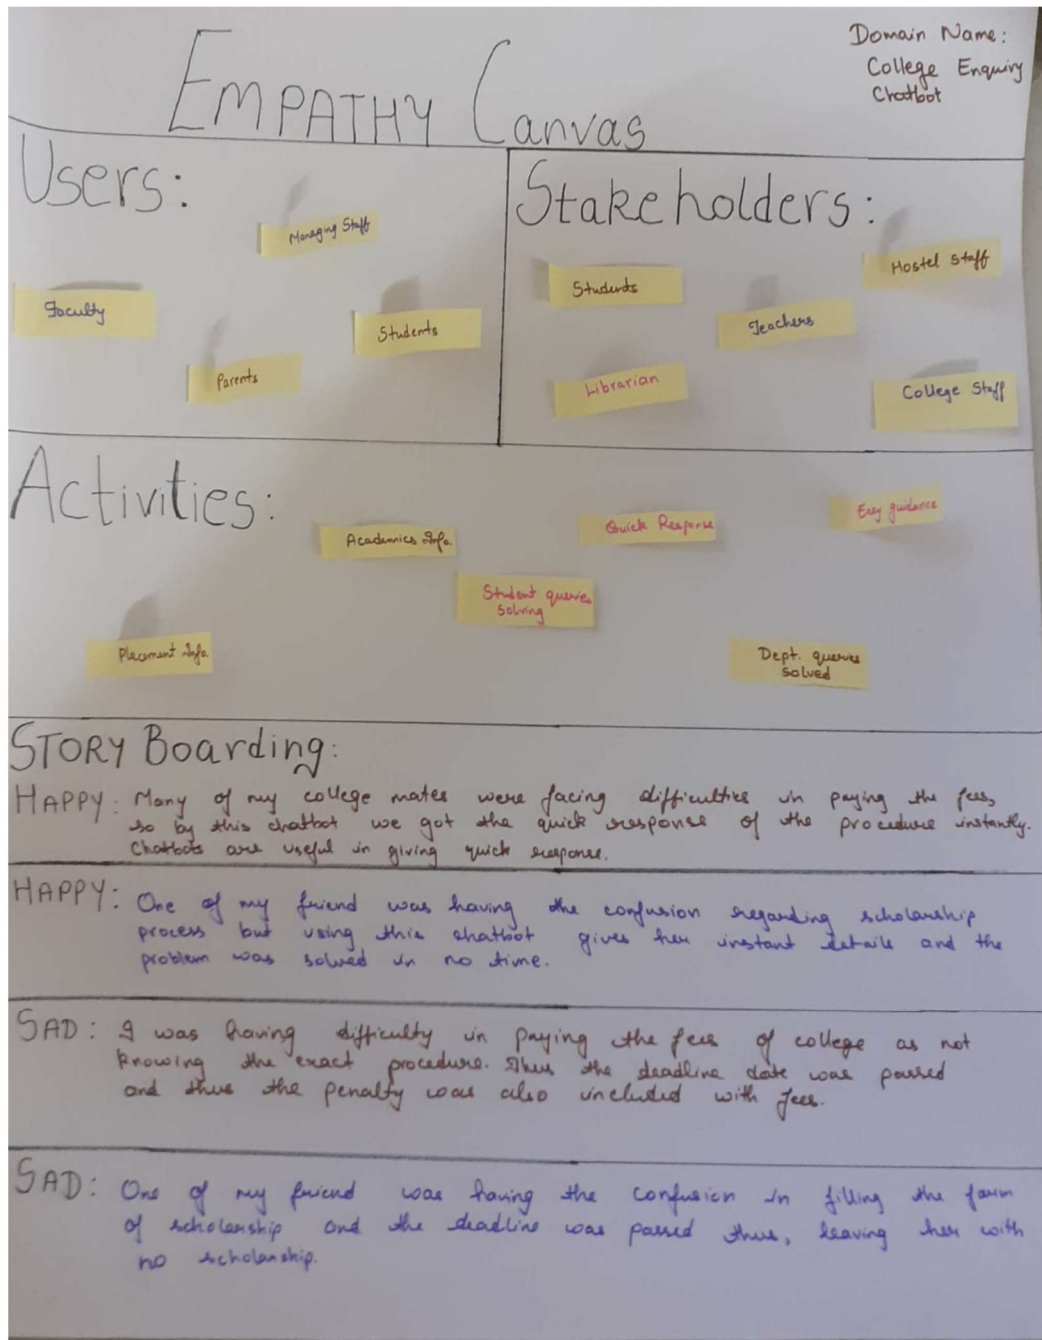 Domain Name:
College Enquiry
Chatbot
EMPATHY Canvas
Users:
Managing Staff
Faculty
Students
Parents
Stakeholders:
Hostel Staff
Students
Teachers
Librarian
College Staff
Activities:
Easy guidance
Quick Response
Academics Info.
Student queries
solving
Placement Info.
Dept. queries
solved
STORY Boarding:
HAPPY: Many of my college mates were facing difficulties in paying the fees,
so by this chatbot we got the quick response of the procedure instantly.
Chatbots are useful in giving quick response.
HAPPY: One of my friend was having the confusion regarding scholarship
process but using this chatbot gives her instant details and the
problem was solved in no time.
SAD: I was having difficulty in paying the fees of college as not
knowing the exact procedure. Thus the deadline date was passed
and thus the penalty was also included with fees.
SAD: One of my friend was having the confusion in filling the form
of scholarship and the deadline was passed thus, leaving her with
no scholarship.